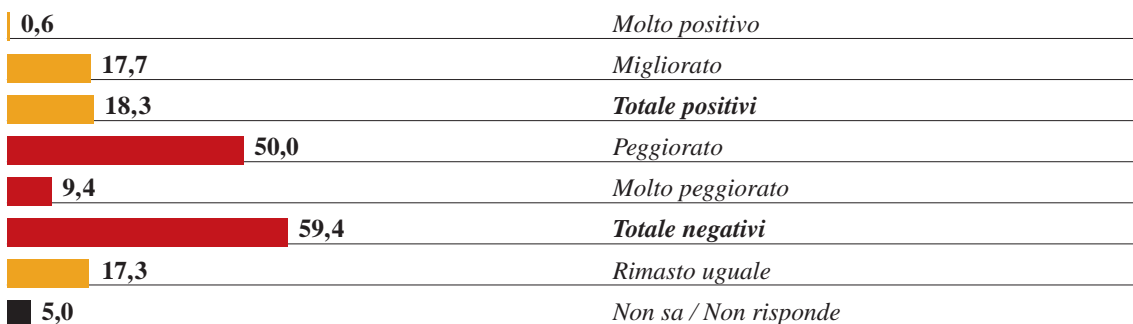 0,6 Molto positivo
17,7 Migliorato
18,3 Totale positivi
50,0 Peggiorato
9,4 Molto peggiorato
59,4 Totale negativi
17,3 Rimasto uguale
5,0 Non sa / Non risponde